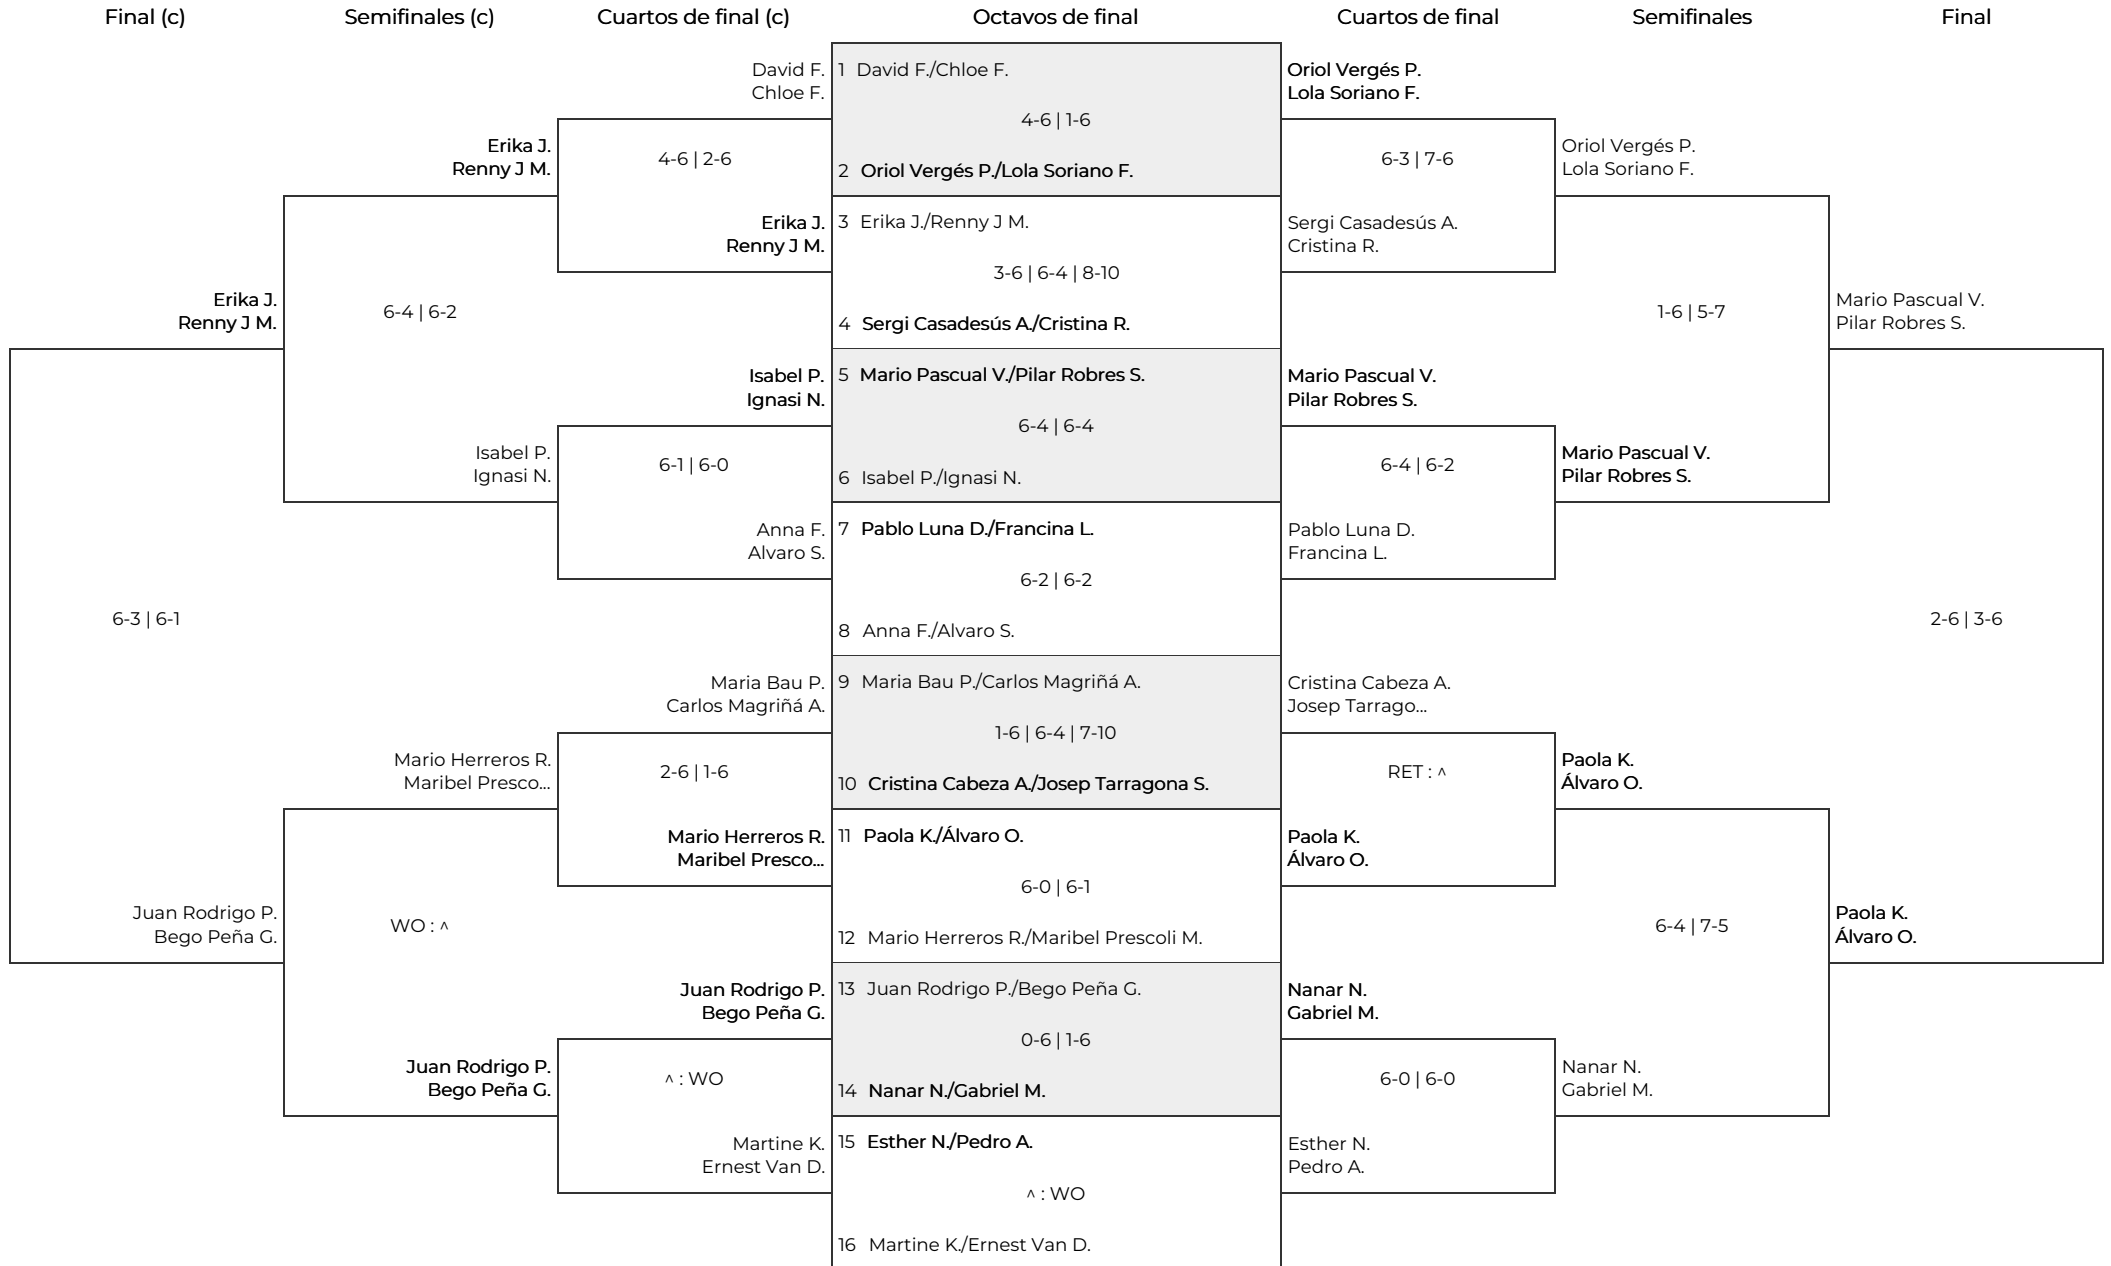 Final (c) Semifinales (c) Cuartos de final (c) Octavos de final Cuartos de final Semifinales Final
David F. 1 David F./Chloe F. Oriol Vergés P.
Chloe F. Lola Soriano F.
4-6 | 1-6
Erika J. 4-6 | 2-6 6-3 | 7-6 Oriol Vergés P.
Renny J M. 2 Oriol Vergés P./Lola Soriano F. Lola Soriano F.
Erika J. 3 Erika J./Renny J M. Sergi Casadesús A.
Renny J M. Cristina R.
3-6 | 6-4 | 8-10
Erika J. 6-4 | 6-2 1-6 | 5-7 Mario Pascual V.
Renny J M. 4 Sergi Casadesús A./Cristina R. Pilar Robres S.
Isabel P. 5 Mario Pascual V./Pilar Robres S. Mario Pascual V.
Ignasi N. Pilar Robres S.
6-4 | 6-4
Isabel P. 6-1 | 6-0 6-4 | 6-2 Mario Pascual V.
Ignasi N. 6 Isabel P./Ignasi N. Pilar Robres S.
Anna F. 7 Pablo Luna D./Francina L. Pablo Luna D.
Alvaro S. Francina L.
6-2 | 6-2
6-3 | 6-1 2-6 | 3-6
8 Anna F./Alvaro S.
Maria Bau P. 9 Maria Bau P./Carlos Magriñá A. Cristina Cabeza A.
Carlos Magriñá A. Josep Tarrago...
1-6 | 6-4 | 7-10
Mario Herreros R. 2-6 | 1-6 RET : ^ Paola K.
Maribel Presco... 10 Cristina Cabeza A./Josep Tarragona S. Álvaro O.
Mario Herreros R. 11 Paola K./Álvaro O. Paola K.
Maribel Presco... Álvaro O.
6-0 | 6-1
Juan Rodrigo P. WO : ^ 6-4 | 7-5 Paola K.
Bego Peña G. 12 Mario Herreros R./Maribel Prescoli M. Álvaro O.
Juan Rodrigo P. 13 Juan Rodrigo P./Bego Peña G. Nanar N.
Bego Peña G. Gabriel M.
0-6 | 1-6
Juan Rodrigo P. ^ : WO 6-0 | 6-0 Nanar N.
Bego Peña G. 14 Nanar N./Gabriel M. Gabriel M.
Martine K. 15 Esther N./Pedro A. Esther N.
Ernest Van D. Pedro A.
^ : WO
16 Martine K./Ernest Van D.